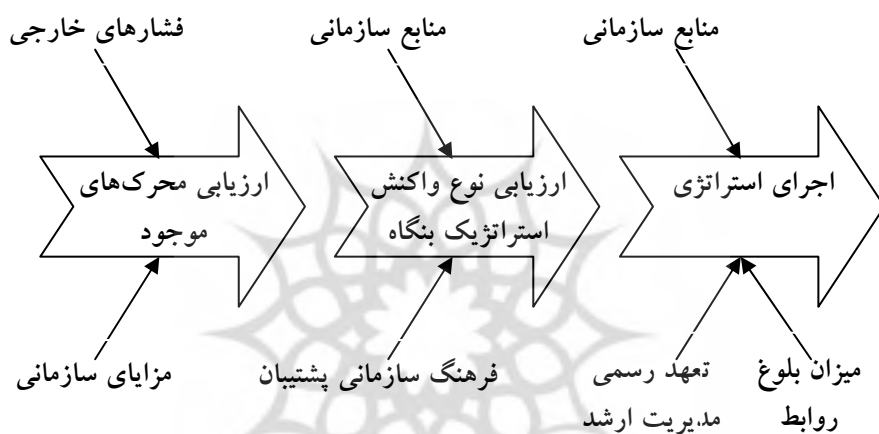 فشارهای خارجی
منابع سازمانی
منابع سازمانی
ارزیابی محرک‌های
موجود
ارزیابی نوع واکنش
استراتژیک بنگاه
اجرای استراتژی
مزایای سازمانی
فرهنگ سازمانی پشتیبان
تعهد رسمی
مدیریت ارشد
میزان بلوغ
روابط